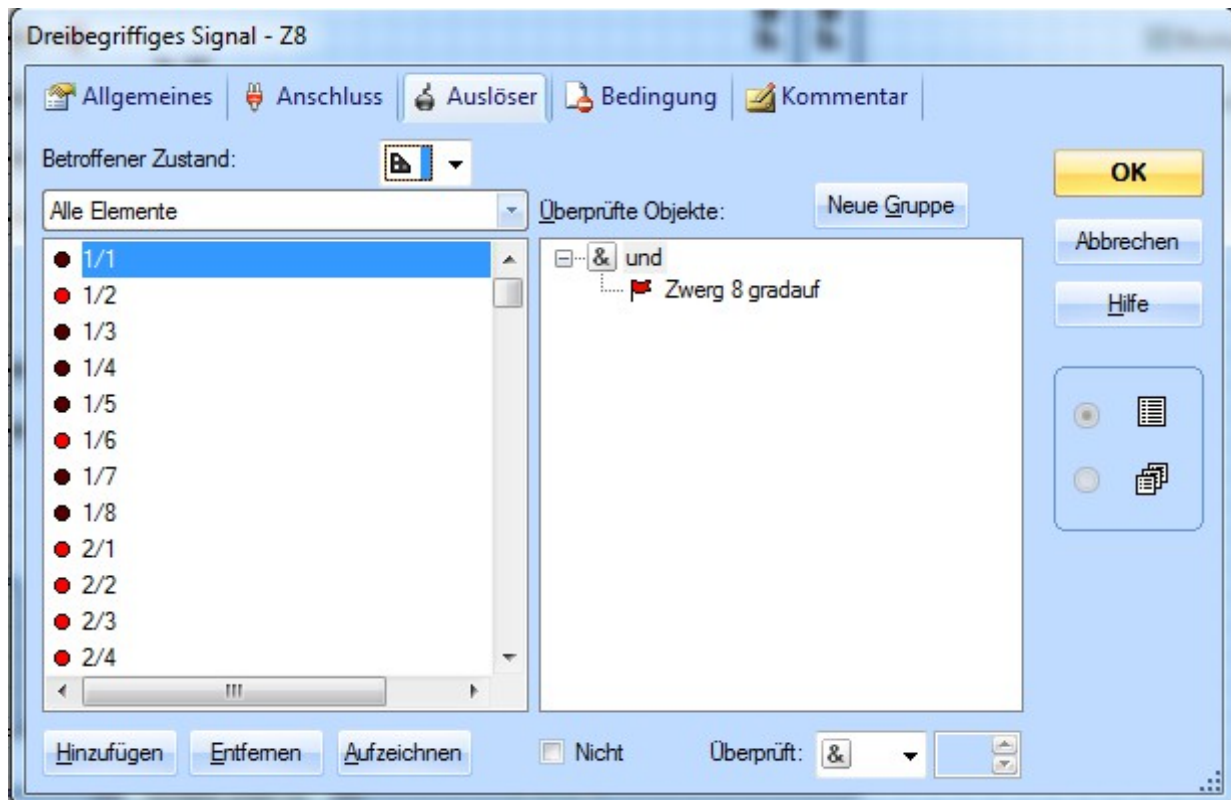 Dreibegriffiges Signal - Z8
Allgemeines Anschluss Auslöser Bedingung Kommentar
Betroffener Zustand:
Alle Elemente
Überprüfte Objekte:
Neue Gruppe
1/1
1/2
1/3
1/4
1/5
1/6
1/7
1/8
2/1
2/2
2/3
2/4
& und
Zwerg 8 gradauf
OK
Abbrechen
Hilfe
Hinzufügen Entfernen Aufzeichnen
Nicht Überprüft: &